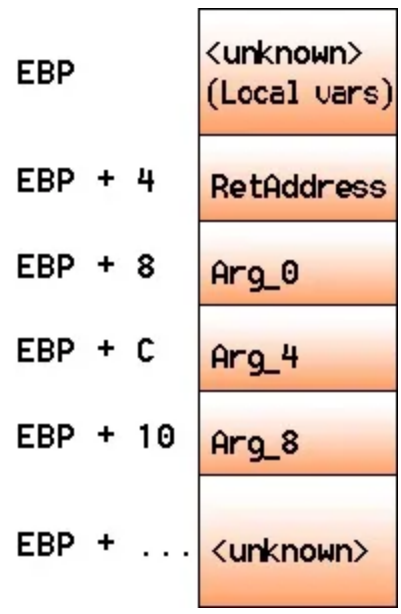 EBP
<unknown>
(Local vars)
EBP + 4
RetAddress
EBP + 8
Arg_0
EBP + C
Arg_4
EBP + 10
Arg_8
EBP + ...
<unknown>